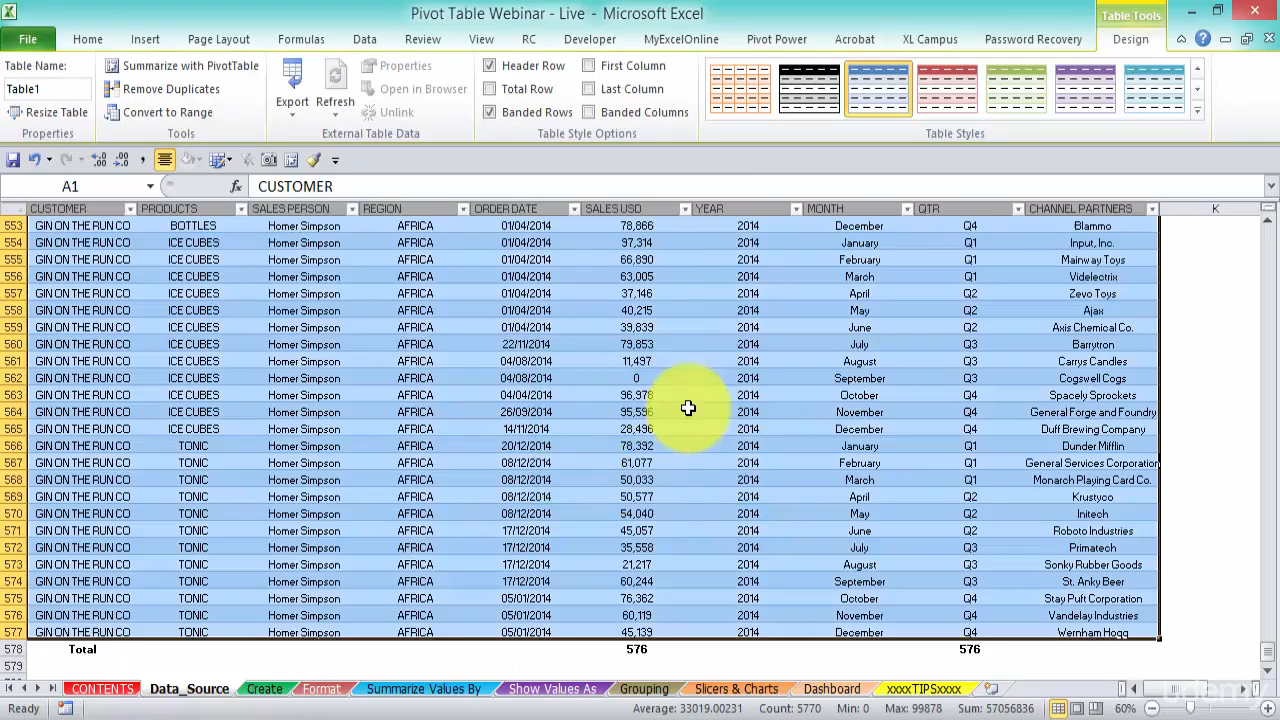 Pivot Table Webinar - Live - Microsoft Excel
Table Tools
File Home Insert Page Layout Formulas Data Review View RC Developer MyExcelOnline Pivot Power Acrobat XL Campus Password Recovery Design
Table Name:
Table1
Resize Table
Properties
Summarize with PivotTable
Remove Duplicates
Convert to Range
Tools
Export
Refresh
Properties
Open in Browser
Unlink
External Table Data
Header Row
Total Row
Banded Rows
First Column
Last Column
Banded Columns
Table Style Options
Table Styles
A1 fx CUSTOMER
CUSTOMER PRODUCTS SALES PERSON REGION ORDER DATE SALES USD YEAR MONTH QTR CHANNEL PARTNERS K
553 GIN ON THE RUN CO BOTTLES Homer Simpson AFRICA 01/04/2014 78,866 2014 December Q4 Blammo
554 GIN ON THE RUN CO ICE CUBES Homer Simpson AFRICA 01/04/2014 97,314 2014 January Q1 Input, Inc.
555 GIN ON THE RUN CO ICE CUBES Homer Simpson AFRICA 01/04/2014 66,890 2014 February Q1 Mainway Toys
556 GIN ON THE RUN CO ICE CUBES Homer Simpson AFRICA 01/04/2014 63,005 2014 March Q1 Videlectrix
557 GIN ON THE RUN CO ICE CUBES Homer Simpson AFRICA 01/04/2014 37,146 2014 April Q2 Zevo Toys
558 GIN ON THE RUN CO ICE CUBES Homer Simpson AFRICA 01/04/2014 40,215 2014 May Q2 Ajax
559 GIN ON THE RUN CO ICE CUBES Homer Simpson AFRICA 01/04/2014 39,839 2014 June Q2 Axis Chemical Co.
560 GIN ON THE RUN CO ICE CUBES Homer Simpson AFRICA 22/11/2014 79,853 2014 July Q3 Barrytron
561 GIN ON THE RUN CO ICE CUBES Homer Simpson AFRICA 04/08/2014 11,497 2014 August Q3 Carrys Candles
562 GIN ON THE RUN CO ICE CUBES Homer Simpson AFRICA 04/08/2014 0 2014 September Q3 Cogswell Cogs
563 GIN ON THE RUN CO ICE CUBES Homer Simpson AFRICA 04/04/2014 96,978 2014 October Q4 Spacely Sprockets
564 GIN ON THE RUN CO ICE CUBES Homer Simpson AFRICA 26/09/2014 95,596 2014 November Q4 General Forge and Foundry
565 GIN ON THE RUN CO ICE CUBES Homer Simpson AFRICA 14/11/2014 28,496 2014 December Q4 Duff Brewing Company
566 GIN ON THE RUN CO TONIC Homer Simpson AFRICA 20/12/2014 78,392 2014 January Q1 Dunder Mifflin
567 GIN ON THE RUN CO TONIC Homer Simpson AFRICA 08/12/2014 61,077 2014 February Q1 General Services Corporation
568 GIN ON THE RUN CO TONIC Homer Simpson AFRICA 08/12/2014 50,033 2014 March Q1 Monarch Playing Card Co.
569 GIN ON THE RUN CO TONIC Homer Simpson AFRICA 08/12/2014 50,577 2014 April Q2 Krustyco
570 GIN ON THE RUN CO TONIC Homer Simpson AFRICA 08/12/2014 54,040 2014 May Q2 Initech
571 GIN ON THE RUN CO TONIC Homer Simpson AFRICA 17/12/2014 45,057 2014 June Q2 Roboto Industries
572 GIN ON THE RUN CO TONIC Homer Simpson AFRICA 17/12/2014 35,558 2014 July Q3 Primatech
573 GIN ON THE RUN CO TONIC Homer Simpson AFRICA 17/12/2014 21,217 2014 August Q3 Sonky Rubber Goods
574 GIN ON THE RUN CO TONIC Homer Simpson AFRICA 17/12/2014 60,244 2014 September Q3 St. Anky Beer
575 GIN ON THE RUN CO TONIC Homer Simpson AFRICA 05/01/2014 76,362 2014 October Q4 Stay Puft Corporation
576 GIN ON THE RUN CO TONIC Homer Simpson AFRICA 05/01/2014 60,119 2014 November Q4 Vandelay Industries
577 GIN ON THE RUN CO TONIC Homer Simpson AFRICA 05/01/2014 45,139 2014 December Q4 Wernham Hogg
578 Total 576 576
579
CONTENTS Data_Source Create Format Summarize Values By Show Values As Grouping Slicers & Charts Dashboard xxxxTIPSxxxx
udemy
Ready Average: 33019.00231 Count: 5770 Min: 0 Max: 99878 Sum: 57056836 60%